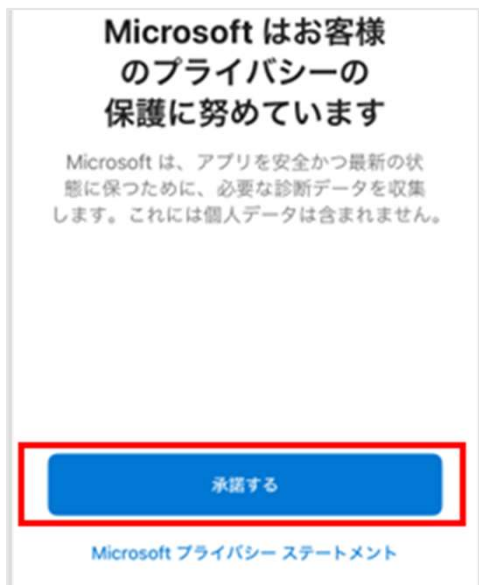 Microsoft はお客様
のプライバシーの
保護に努めています
Microsoft は、アプリを安全かつ最新の状
態に保つために、必要な診断データを収集
します。これには個人データは含まれません。
承諾する
Microsoft プライバシー ステートメント